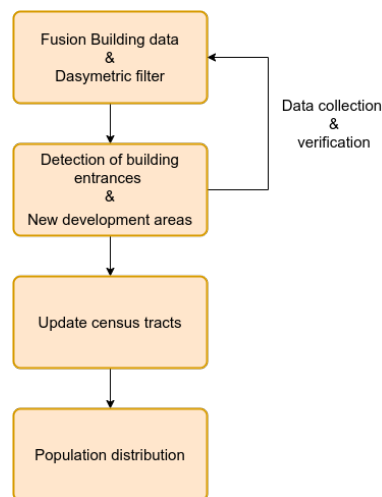 Fusion Building data
&
Dasymetric filter
Data collection
&
verification
Detection of building
entrances
&
New development areas
Update census tracts
Population distribution